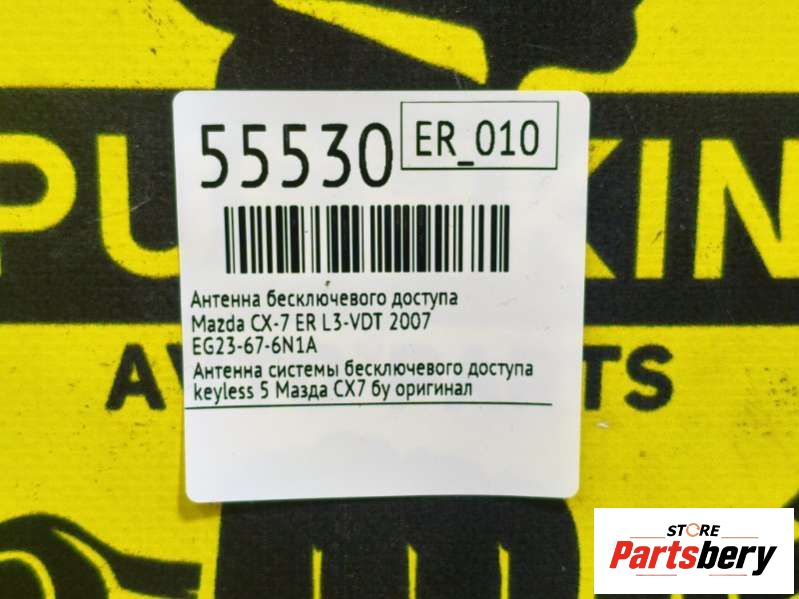 55530
ER_010
Антенна бесключевого доступа
Mazda CX-7 ER L3-VDT 2007
EG23-67-6N1A
Антенна системы бесключевого доступа
keyless 5 Мазда СХ7 бу оригинал
STORE
Partsbery